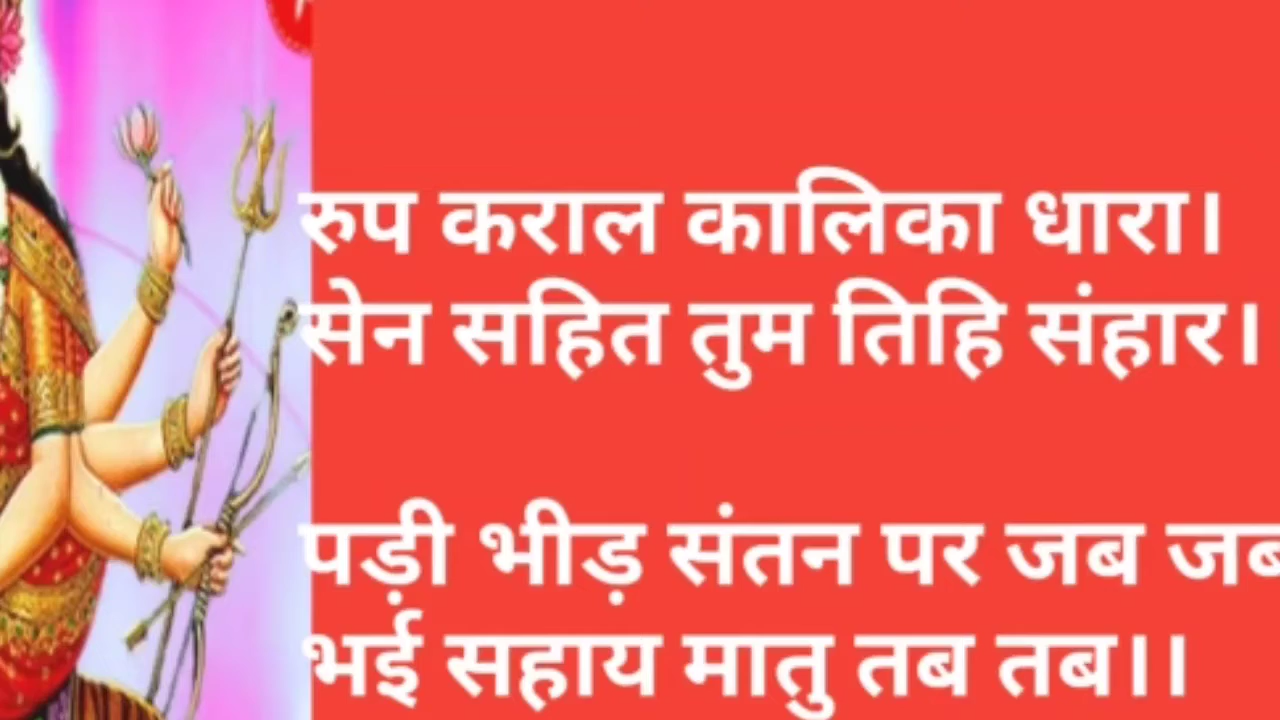 रुप कराल कालिका धारा।
सेन सहित तुम तिहि संहार।
पड़ी भीड़ संतन पर जब जब
भई सहाय मातु तब तब।।